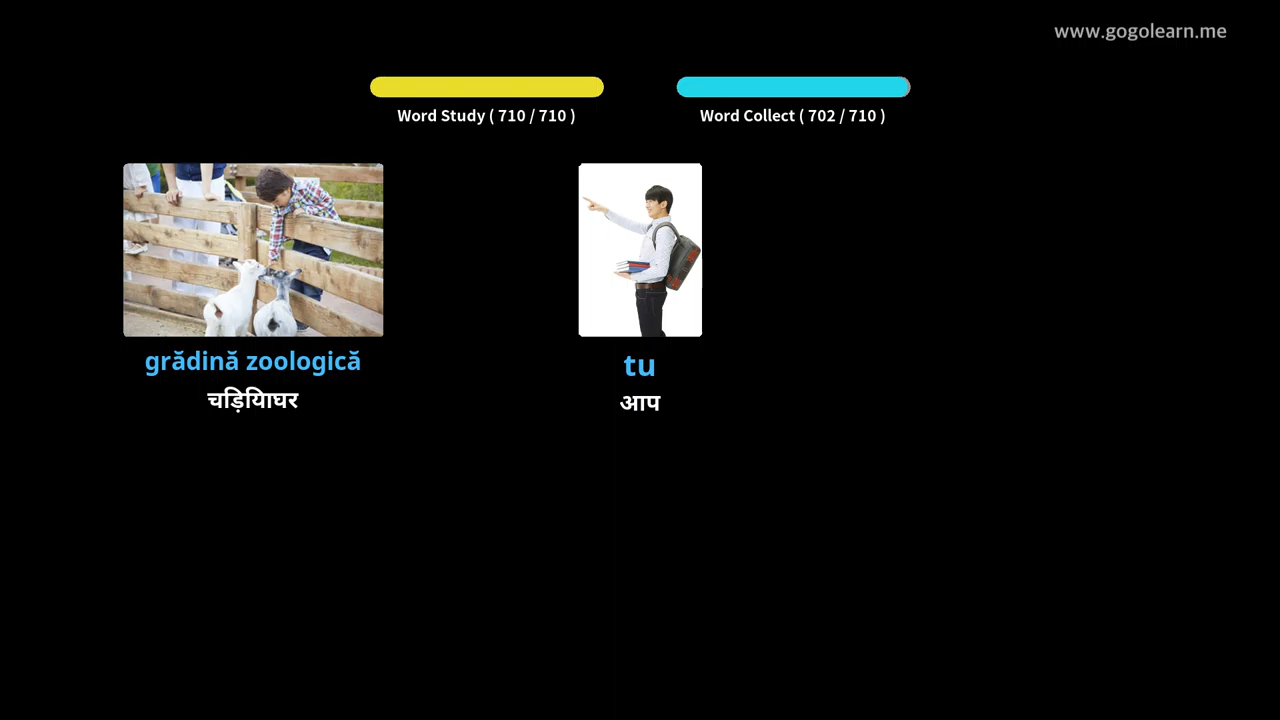 www.gogolearn.me
Word Study ( 710 / 710 )
Word Collect ( 702 / 710 )
grădină zoologică
चिड़ियाघर
tu
आप